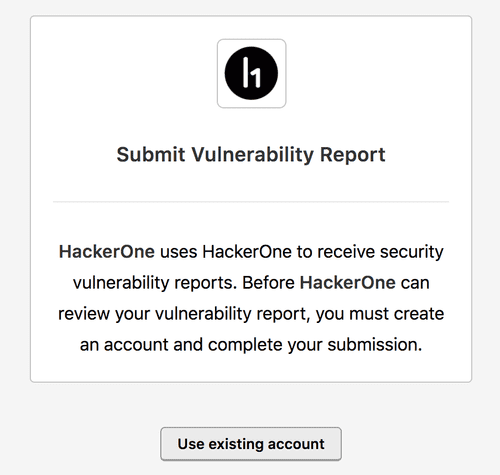 h1
Submit Vulnerability Report
HackerOne uses HackerOne to receive security
vulnerability reports. Before HackerOne can
review your vulnerability report, you must create
an account and complete your submission.
Use existing account